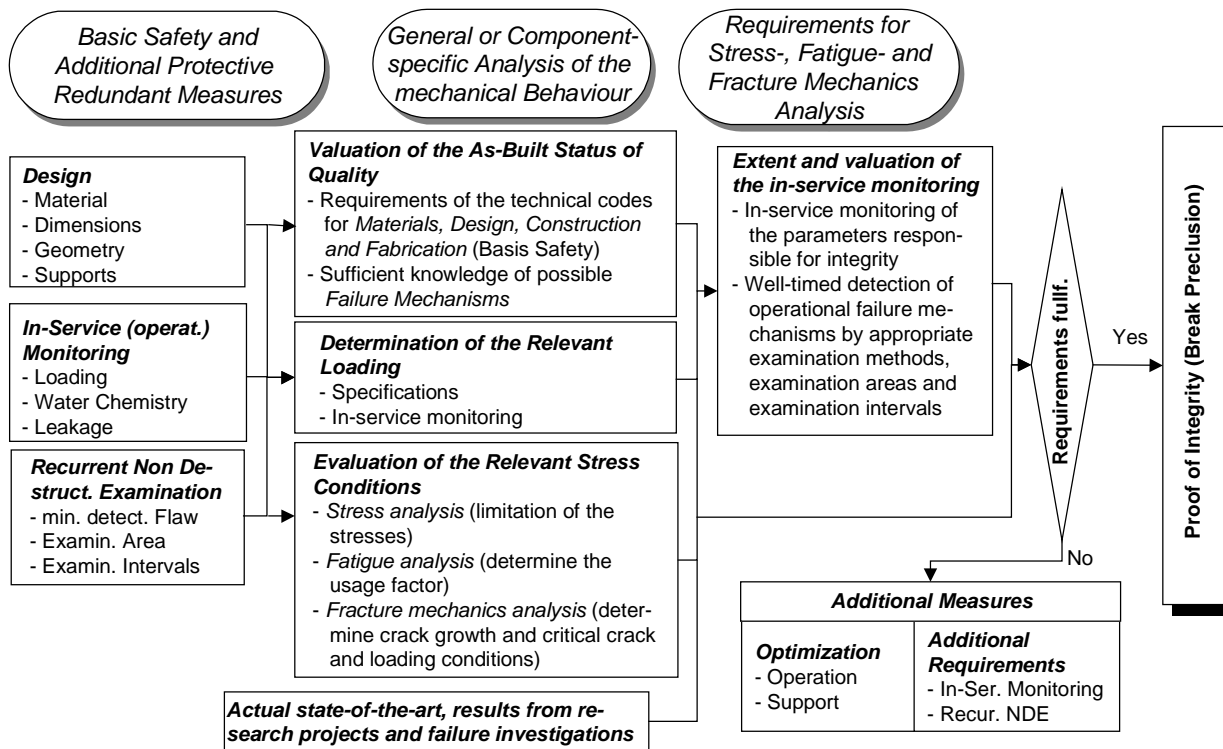 Basic Safety and
Additional Protective
Redundant Measures
General or Component-
specific Analysis of the
mechanical Behaviour
Requirements for
Stress-, Fatigue- and
Fracture Mechanics
Analysis
Design
- Material
- Dimensions
- Geometry
- Supports
In-Service (operat.)
Monitoring
- Loading
- Water Chemistry
- Leakage
Recurrent Non De-
struct. Examination
- min. detect. Flaw
- Examin. Area
- Examin. Intervals
Valuation of the As-Built Status of
Quality
- Requirements of the technical codes
for Materials, Design, Construction
and Fabrication (Basis Safety)
- Sufficient knowledge of possible
Failure Mechanisms
Determination of the Relevant
Loading
- Specifications
- In-service monitoring
Evaluation of the Relevant Stress
Conditions
- Stress analysis (limitation of the
stresses)
- Fatigue analysis (determine the
usage factor)
- Fracture mechanics analysis (deter-
mine crack growth and critical crack
and loading conditions)
Actual state-of-the-art, results from re-
search projects and failure investigations
Extent and valuation of
the in-service monitoring
- In-service monitoring of
the parameters respon-
sible for integrity
- Well-timed detection of
operational failure me-
chanisms by appropriate
examination methods,
examination areas and
examination intervals
Requirements fullf.
Yes
No
Proof of Integrity (Break Preclusion)
Additional Measures
Optimization
- Operation
- Support
Additional
Requirements
- In-Ser. Monitoring
- Recur. NDE